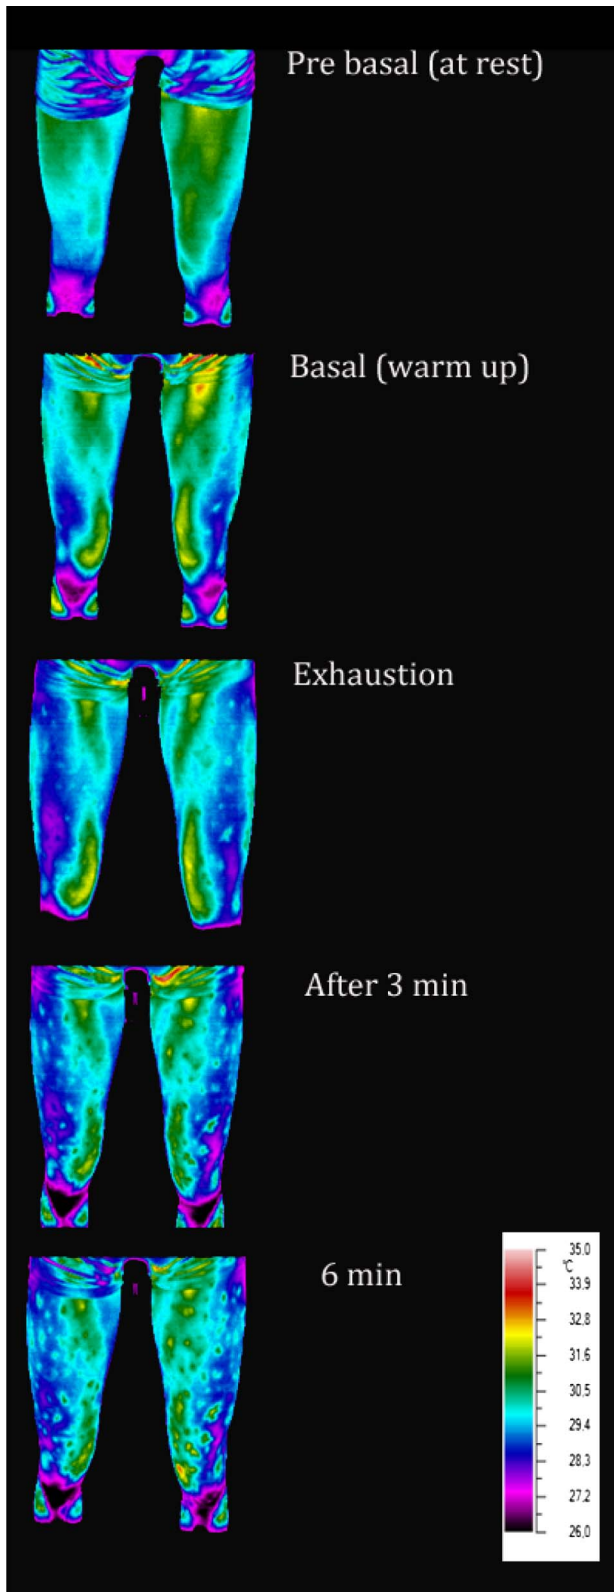 Pre basal (at rest)
Basal (warm up)
Exhaustion
After 3 min
6 min
35.0
℃
33.9
32.8
31.6
30.5
29.4
28.3
27.2
26.0